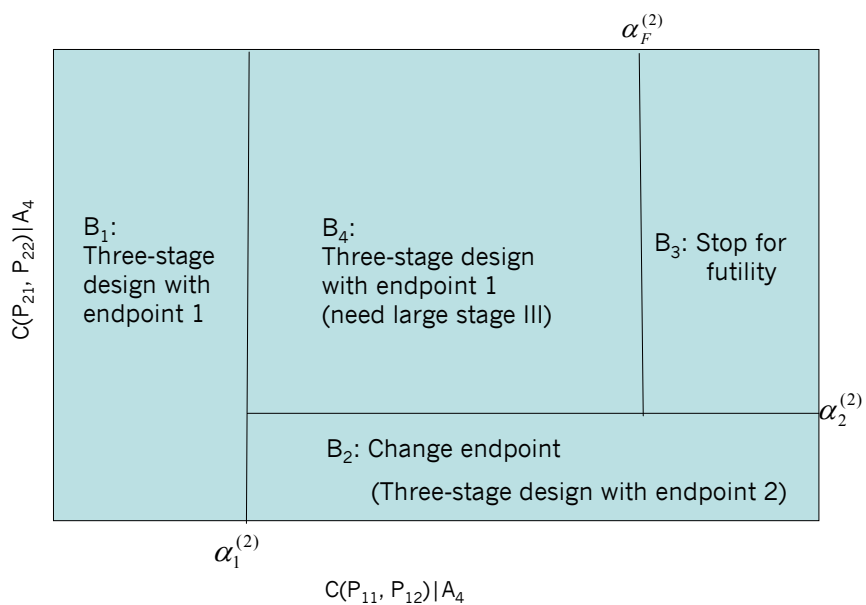 α_F^(2)
C(P₂₁, P₂₂)|A₄
B₁:
Three-stage
design with
endpoint 1
B₄:
Three-stage design
with endpoint 1
(need large stage III)
B₃: Stop for
futility
α₂^(2)
B₂: Change endpoint
(Three-stage design with endpoint 2)
α₁^(2)
C(P₁₁, P₁₂)|A₄